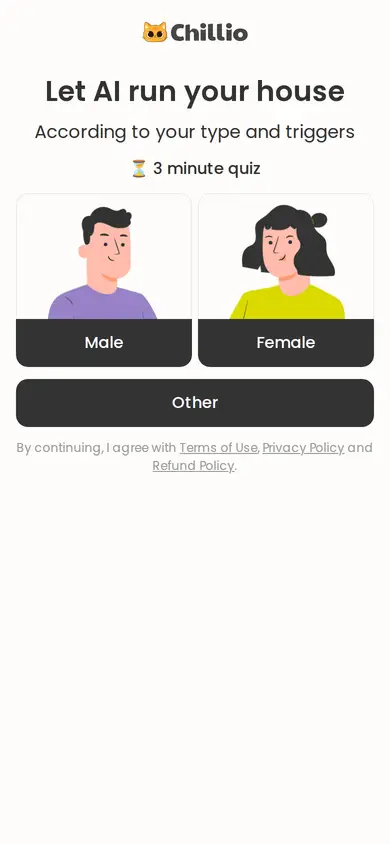 Chillio
Let AI run your house
According to your type and triggers
⏳ 3 minute quiz
Male
Female
Other
By continuing, I agree with Terms of Use, Privacy Policy and
Refund Policy.